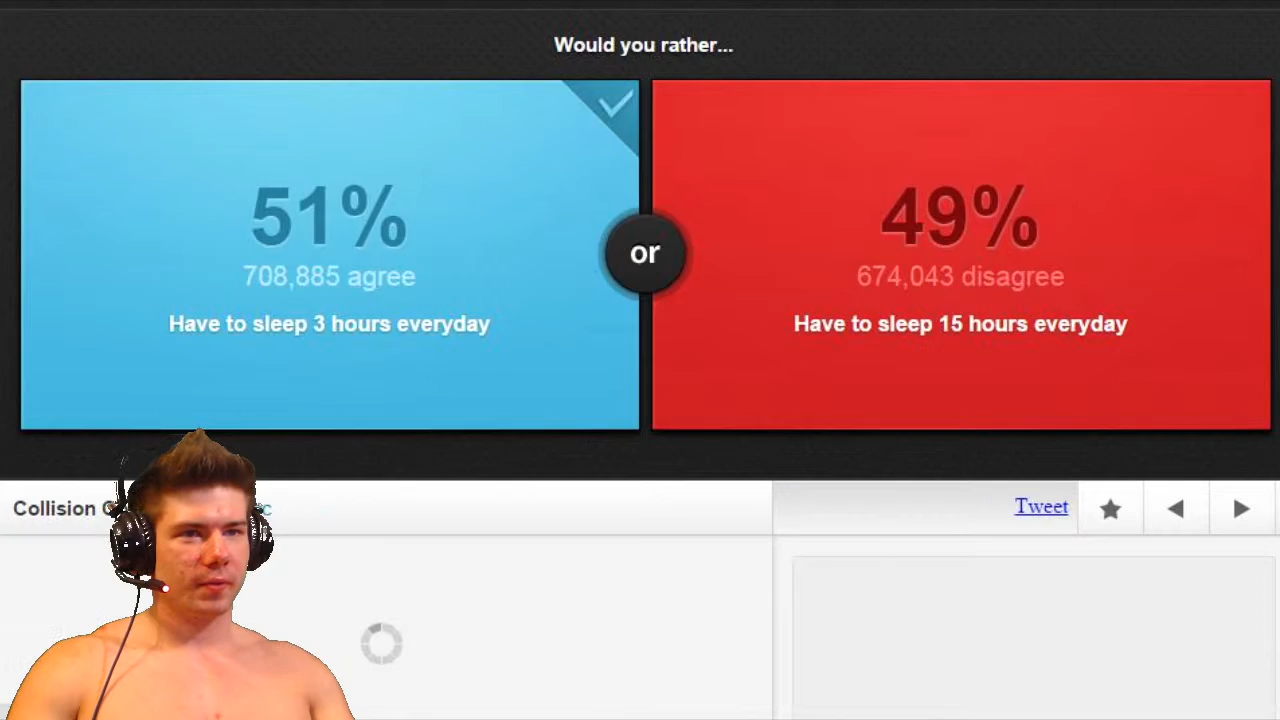 Would you rather...
51%
708,885 agree
Have to sleep 3 hours everyday
or
49%
674,043 disagree
Have to sleep 15 hours everyday
Collision
Tweet